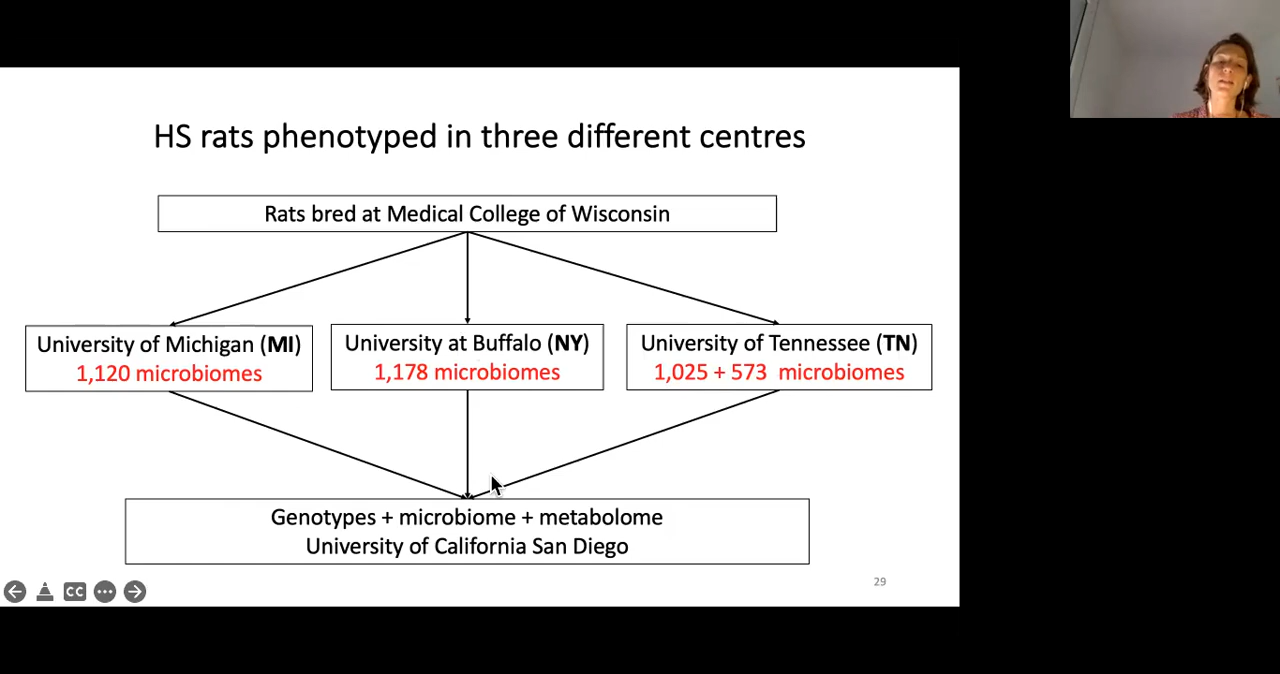 HS rats phenotyped in three different centres
Rats bred at Medical College of Wisconsin
University of Michigan (MI)
1,120 microbiomes
University at Buffalo (NY)
1,178 microbiomes
University of Tennessee (TN)
1,025 + 573 microbiomes
Genotypes + microbiome + metabolome
University of California San Diego
29
CC